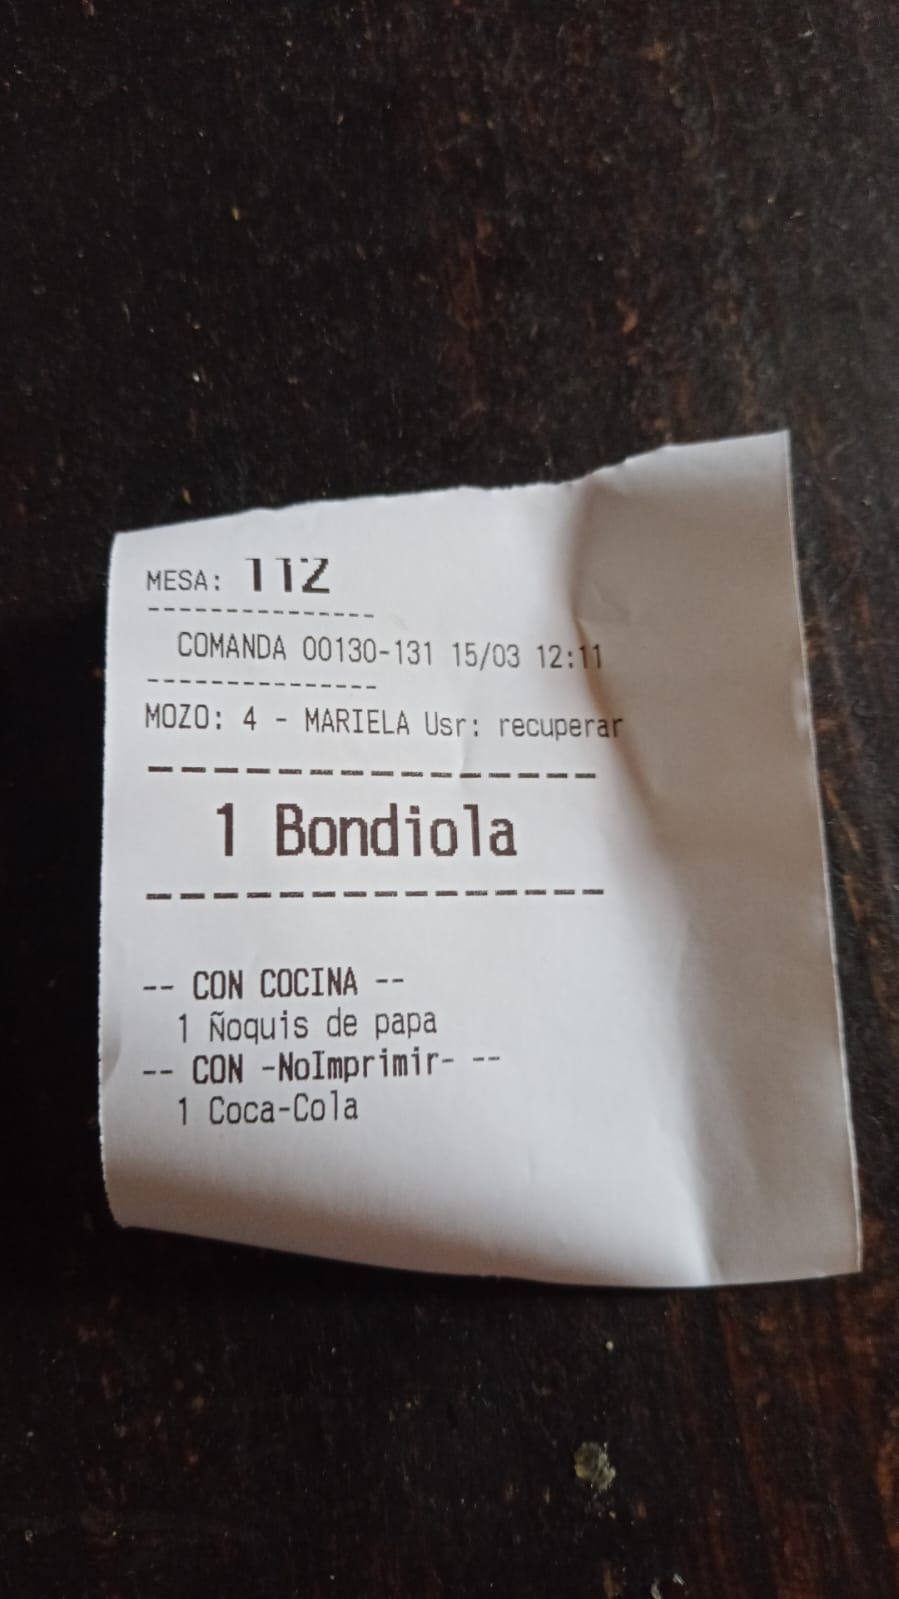 MESA: 112
---------------
COMANDA 00130-131 15/03 12:11
---------------
MOZO: 4 - MARIELA Usr: recuperar
---------------
1 Bondiola
---------------
-- CON COCINA --
1 Ñoquis de papa
-- CON -NoImprimir- --
1 Coca-Cola